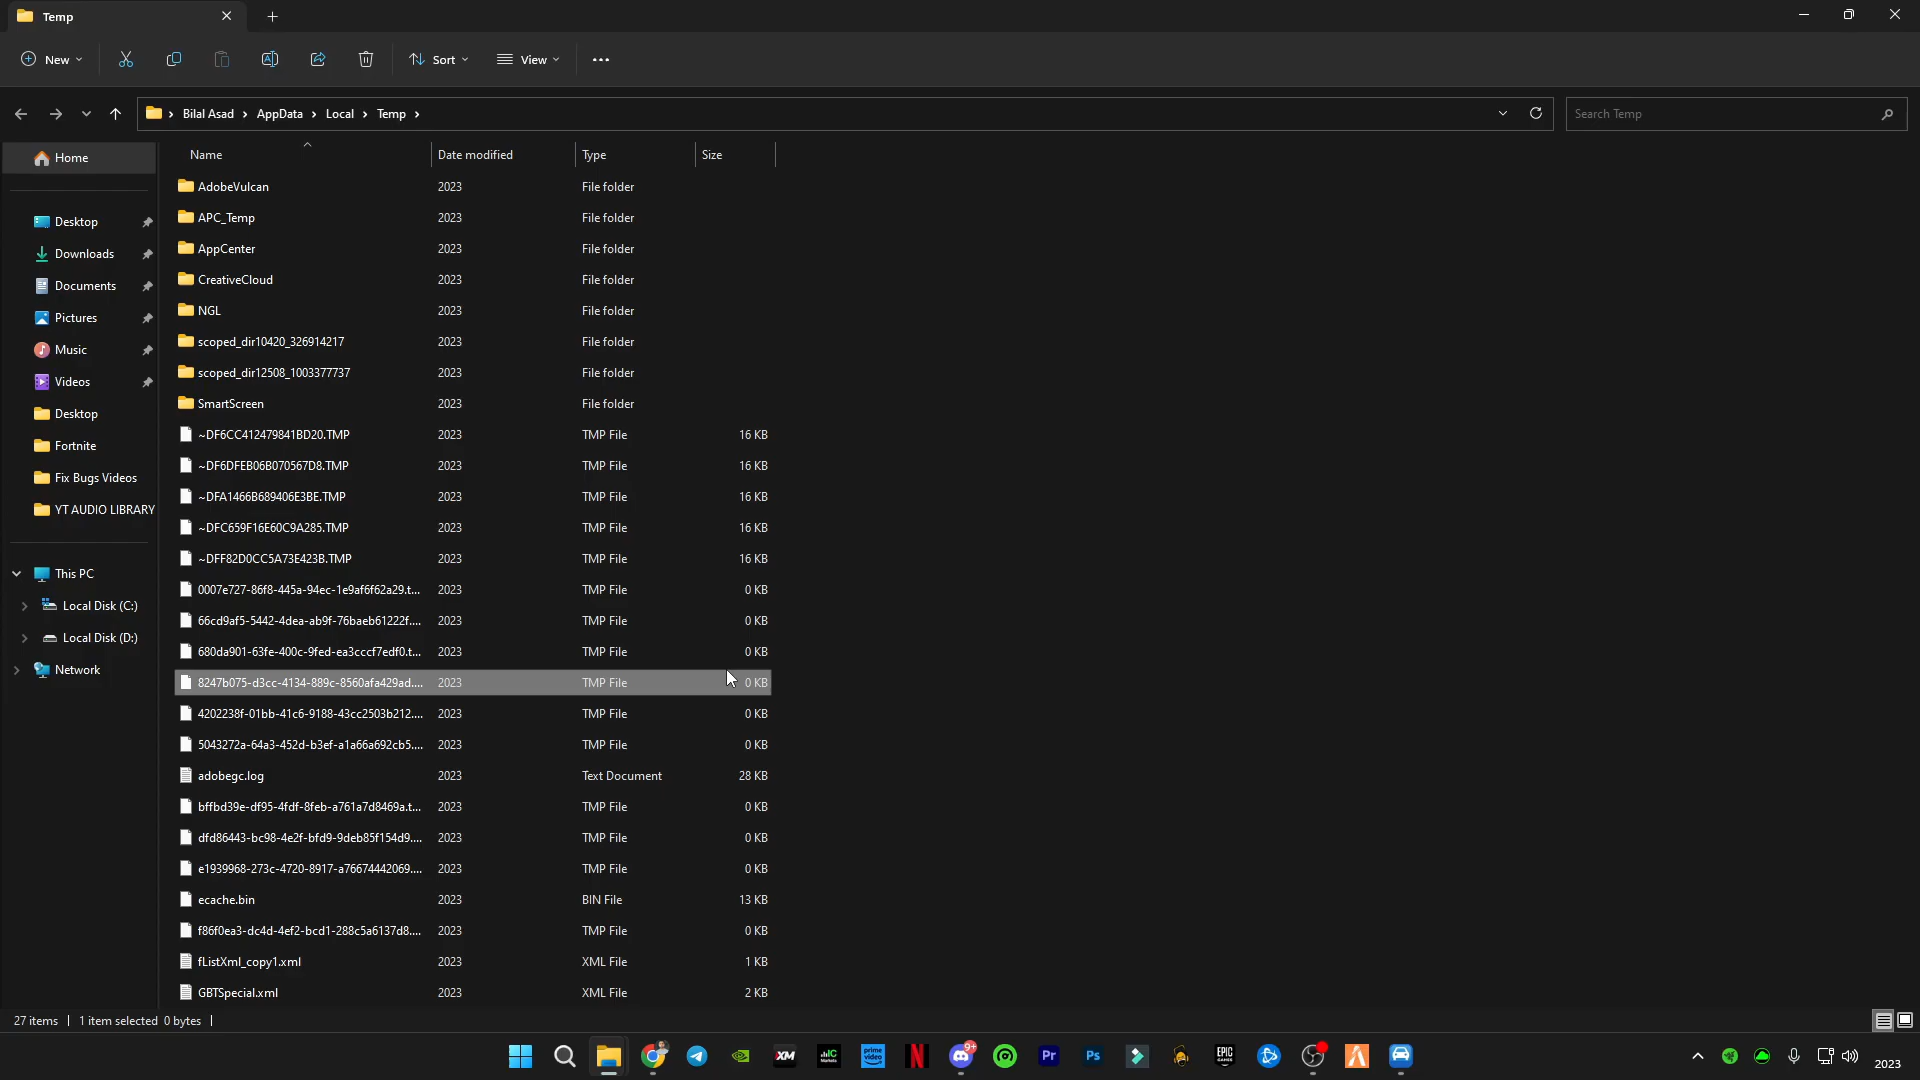 Temp
New
Sort
View
Bilal Asad > AppData > Local > Temp >
Search Temp
Home
Desktop
Downloads
Documents
Pictures
Music
Videos
Desktop
Fortnite
Fix Bugs Videos
YT AUDIO LIBRARY
This PC
Local Disk (C:)
Local Disk (D:)
Network
Name Date modified Type Size
AdobeVulcan 2023 File folder
APC_Temp 2023 File folder
AppCenter 2023 File folder
CreativeCloud 2023 File folder
NGL 2023 File folder
scoped_dir10420_326914217 2023 File folder
scoped_dir12508_1003377737 2023 File folder
SmartScreen 2023 File folder
~DF6CC412479841BD20.TMP 2023 TMP File 16 KB
~DF6DFEB06B070567D8.TMP 2023 TMP File 16 KB
~DFA1466B689406E3BE.TMP 2023 TMP File 16 KB
~DFC659F16E60C9A285.TMP 2023 TMP File 16 KB
~DFF82D0CC5A73E423B.TMP 2023 TMP File 16 KB
0007e727-86f8-445a-94ec-1e9af6f62a29.t... 2023 TMP File 0 KB
66cd9af5-5442-4dea-ab9f-76baeb61222f.... 2023 TMP File 0 KB
680da901-63fe-400c-9fed-ea3cccf7edf0.t... 2023 TMP File 0 KB
8247b075-d3cc-4134-889c-8560afa429ad.... 2023 TMP File 0 KB
4202238f-01bb-41c6-9188-43cc2503b212.... 2023 TMP File 0 KB
5043272a-64a3-452d-b3ef-a1a66a692cb5.... 2023 TMP File 0 KB
adobegc.log 2023 Text Document 28 KB
bffbd39e-df95-4fdf-8feb-a761a7d8469a.t... 2023 TMP File 0 KB
dfd86443-bc98-4e2f-bfd9-9deb85f154d9.... 2023 TMP File 0 KB
e1939968-273c-4720-8917-a76674442069.... 2023 TMP File 0 KB
ecache.bin 2023 BIN File 13 KB
f86f0ea3-dc4d-4ef2-bcd1-288c5a6137d8.... 2023 TMP File 0 KB
fListXml_copy1.xml 2023 XML File 1 KB
GBTSpecial.xml 2023 XML File 2 KB
27 items | 1 item selected 0 bytes |
XM
IC Markets
prime video
N
9+
Pr
Ps
EPIC GAMES
2023